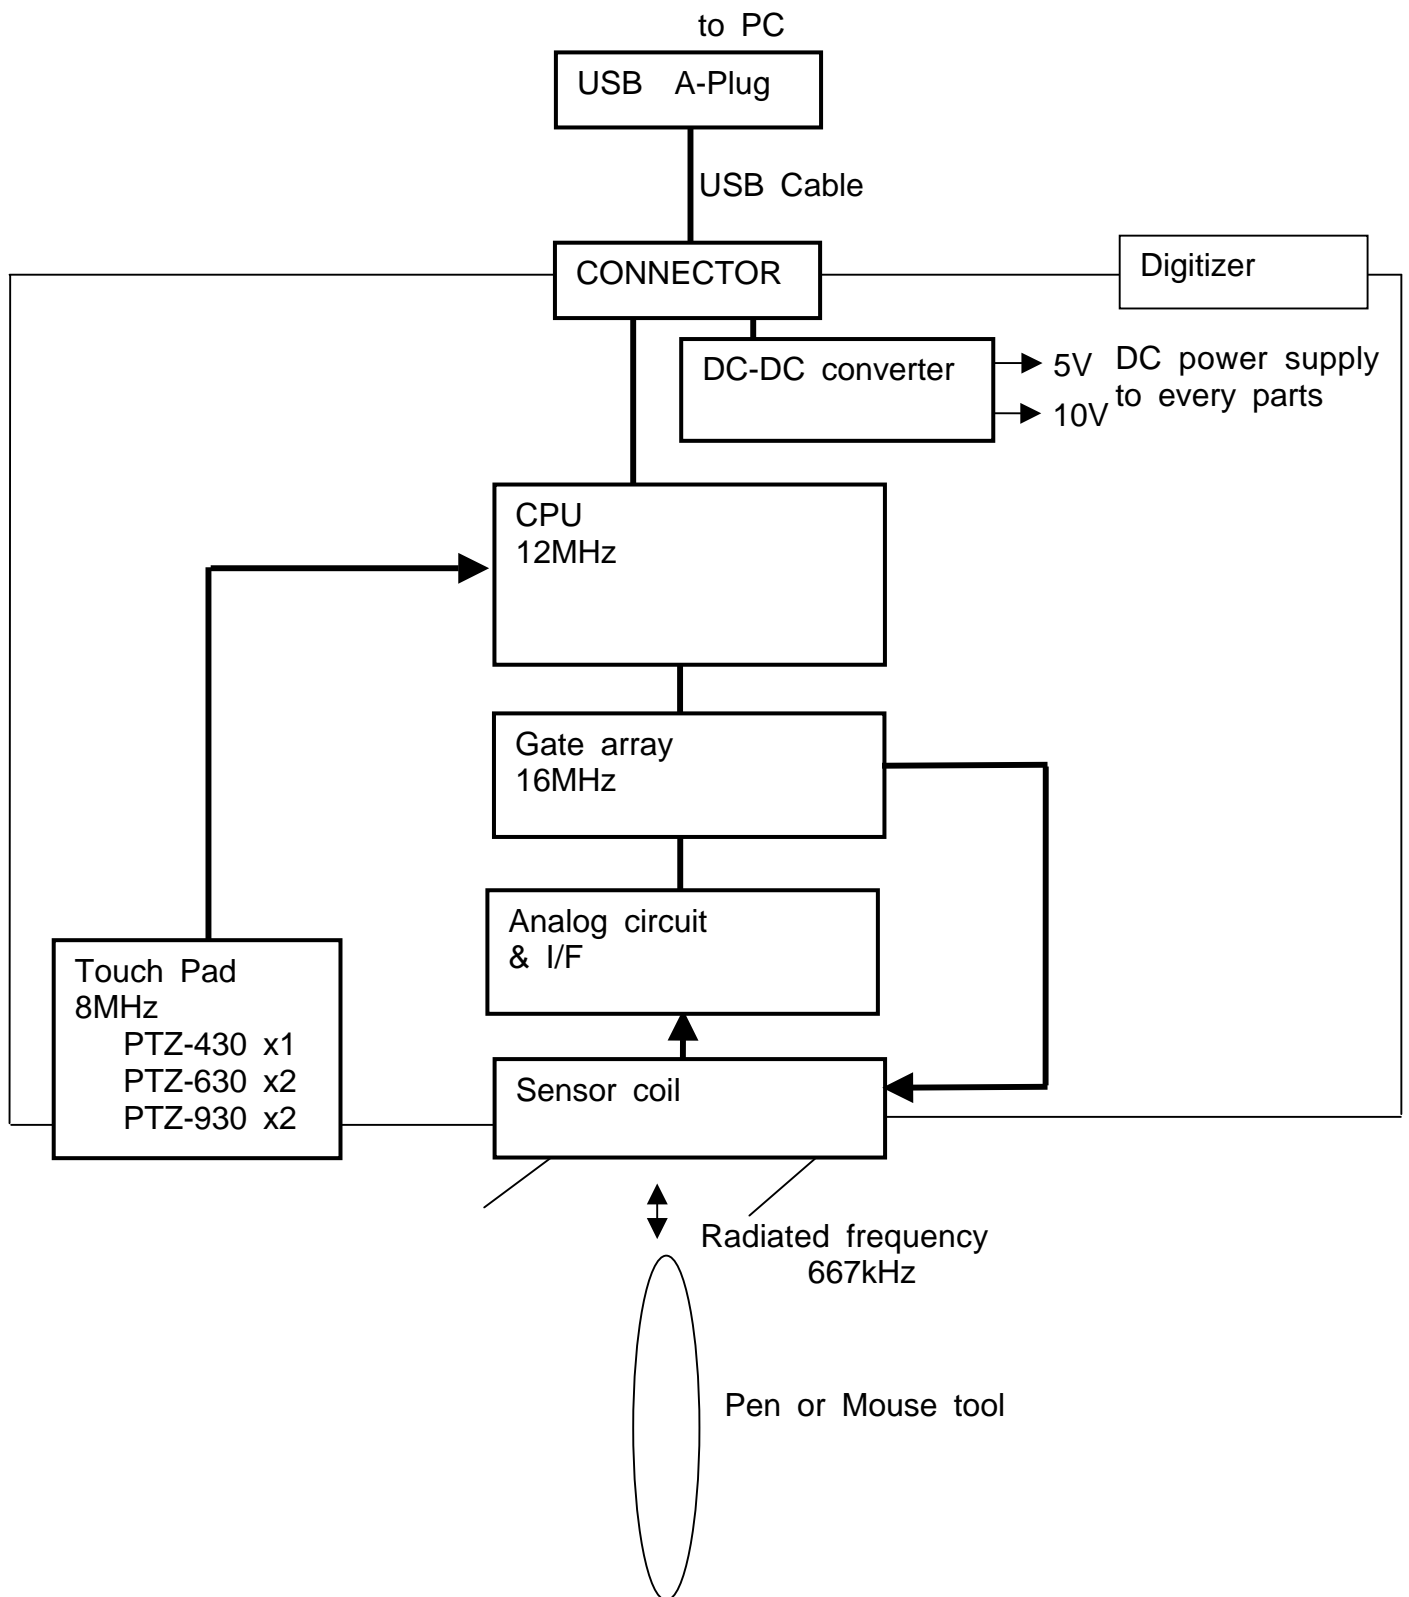 to PC
USB A-Plug
USB Cable
CONNECTOR
Digitizer
DC-DC converter
5V
10V
DC power supply
to every parts
CPU
12MHz
Gate array
16MHz
Analog circuit
& I/F
Touch Pad
8MHz
PTZ-430 x1
PTZ-630 x2
PTZ-930 x2
Sensor coil
Radiated frequency
667kHz
Pen or Mouse tool